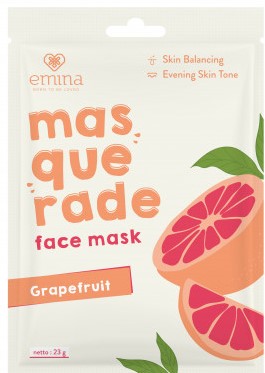 emina
BORN TO BE LOVED
Skin Balancing
Evening Skin Tone
mas
que
rade
face mask
Grapefruit
netto : 23 g